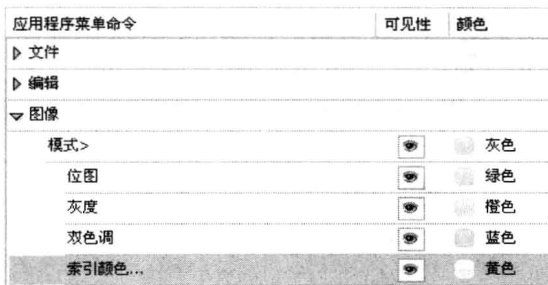 应用程序菜单命令 可见性 颜色
文件
编辑
图像
模式> 灰色
位图 绿色
灰度 橙色
双色调 蓝色
索引颜色... 黄色